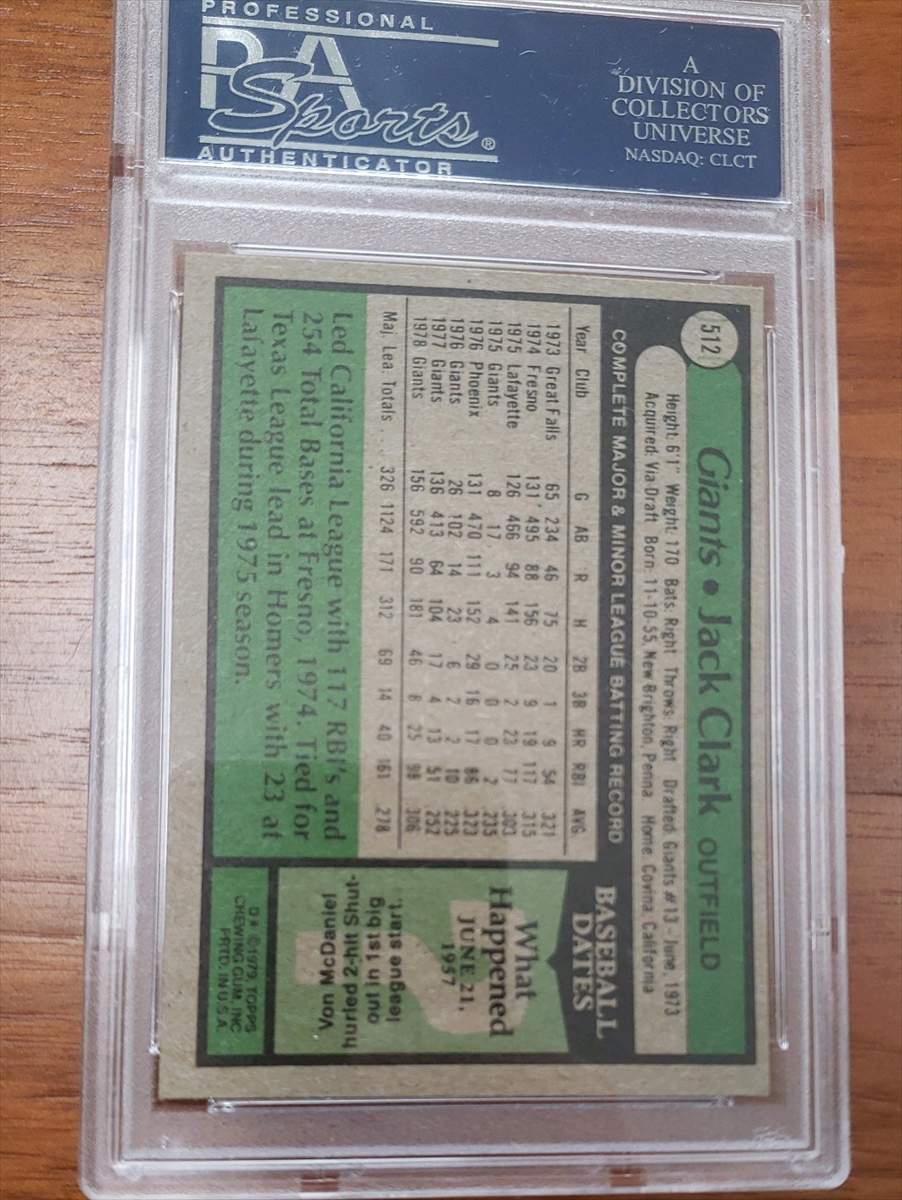 PROFESSIONAL
PSA
Sports®
AUTHENTICATOR
A
DIVISION OF
COLLECTORS
UNIVERSE
NASDAQ: CLCT
512
Giants • Jack Clark OUTFIELD
Height: 6'1" Weight: 170 Bats: Right Throws: Right Drafted: Giants #13 - June, 1973
Acquired: Via Draft Born: 11-10-55, New Brighton, Penna Home: Covina, California
COMPLETE MAJOR & MINOR LEAGUE BATTING RECORD
Year Club G AB R H 2B 3B HR RBI AVG.
1973 Great Falls 65 234 46 75 20 1 9 54 .321
1974 Fresno 131 495 88 156 23 9 19 117 .315
1975 Lafayette 126 466 94 141 25 2 23 77 .303
1975 Giants 8 17 3 4 0 0 0 2 .235
1976 Phoenix 131 470 111 152 29 16 17 86 .323
1976 Giants 26 102 14 23 6 2 2 10 .225
1977 Giants 136 413 64 104 17 4 13 51 .252
1978 Giants 156 592 90 181 46 8 25 98 .306
Maj. Lea. Totals 326 1124 171 312 69 14 40 161 .278
Led California League with 117 RBI's and
254 Total Bases at Fresno, 1974. Tied for
Texas League lead in Homers with 23 at
Lafayette during 1975 season.
BASEBALL
DATES
What
Happened
JUNE 21,
1957
?
Von McDaniel
hurled 2-hit Shut-
out in 1st big
league start.
D* ©1979 TOPPS
CHEWING GUM, INC.
PRTD. IN U.S.A.